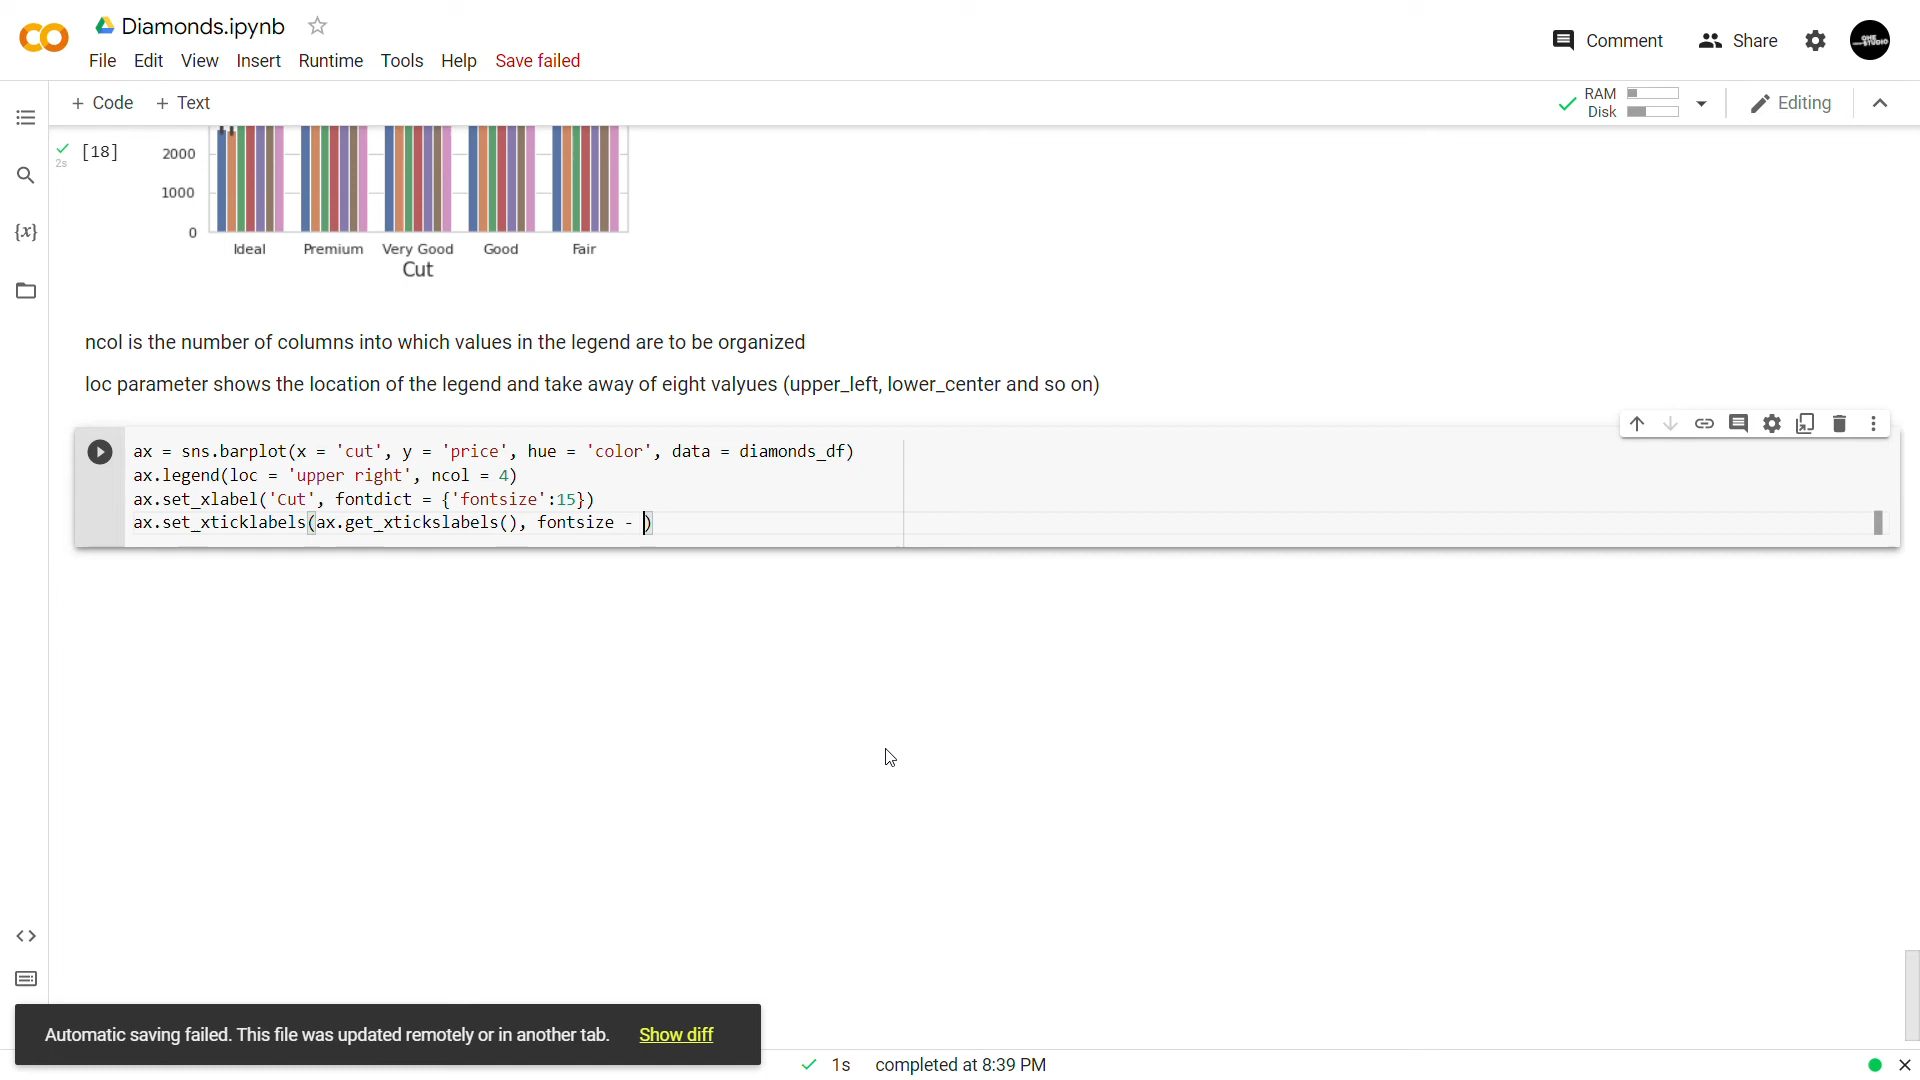 Diamonds.ipynb
File Edit View Insert Runtime Tools Help Save failed
Comment Share
+ Code + Text
RAM
Disk
Editing
[18]
2s
2000
1000
0
Ideal Premium Very Good Good Fair
Cut
ncol is the number of columns into which values in the legend are to be organized
loc parameter shows the location of the legend and take away of eight valyues (upper_left, lower_center and so on)
ax = sns.barplot(x = 'cut', y = 'price', hue = 'color', data = diamonds_df)
ax.legend(loc = 'upper right', ncol = 4)
ax.set_xlabel('Cut', fontdict = {'fontsize':15})
ax.set_xticklabels(ax.get_xtickslabels(), fontsize - )
{x}
Automatic saving failed. This file was updated remotely or in another tab. Show diff
1s completed at 8:39 PM